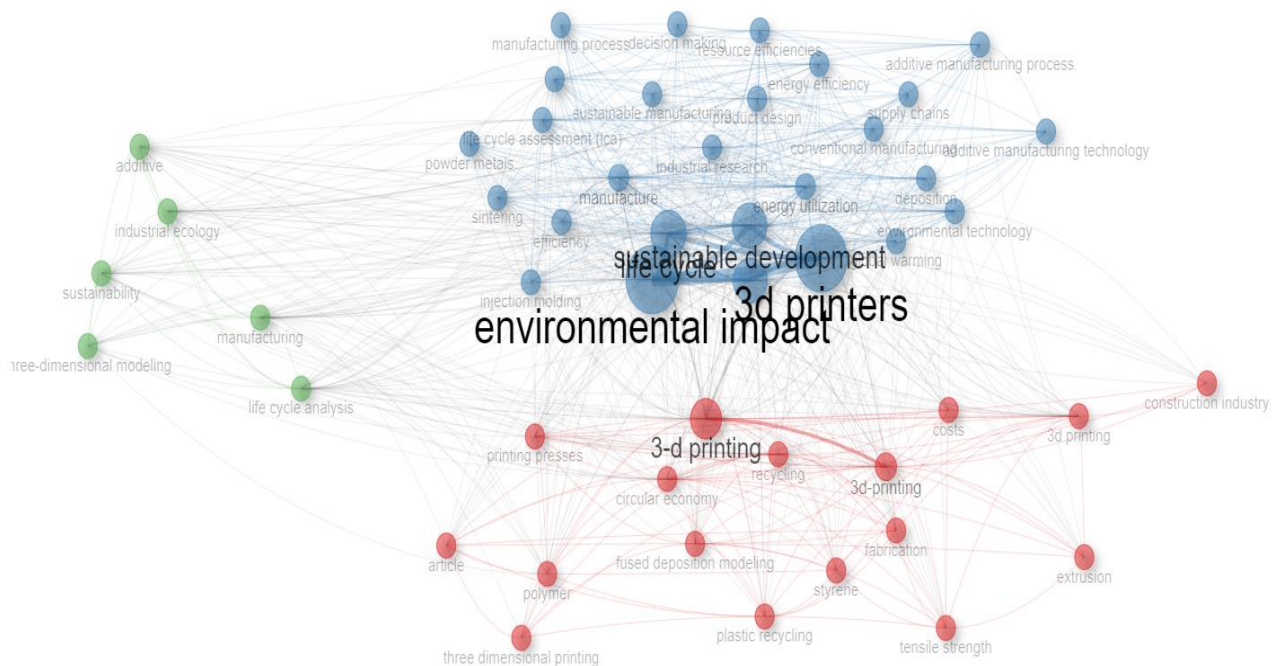 manufacturing process
decision making
resource efficiencies
additive manufacturing process
energy efficiency
sustainable manufacturing
product design
supply chains
life cycle assessment (lca)
industrial research
conventional manufacturing
additive manufacturing technology
additive
powder metals
manufacture
energy utilization
deposition
sintering
industrial ecology
efficiency
environmental technology
sustainable development
life cycle
warming
sustainability
injection molding
3d printers
environmental impact
manufacturing
hree-dimensional modeling
life cycle analysis
construction industry
costs
3d printing
3-d printing
printing presses
recycling
circular economy
3d-printing
fabrication
article
fused deposition modeling
extrusion
polymer
styrene
plastic recycling
tensile strength
three dimensional printing